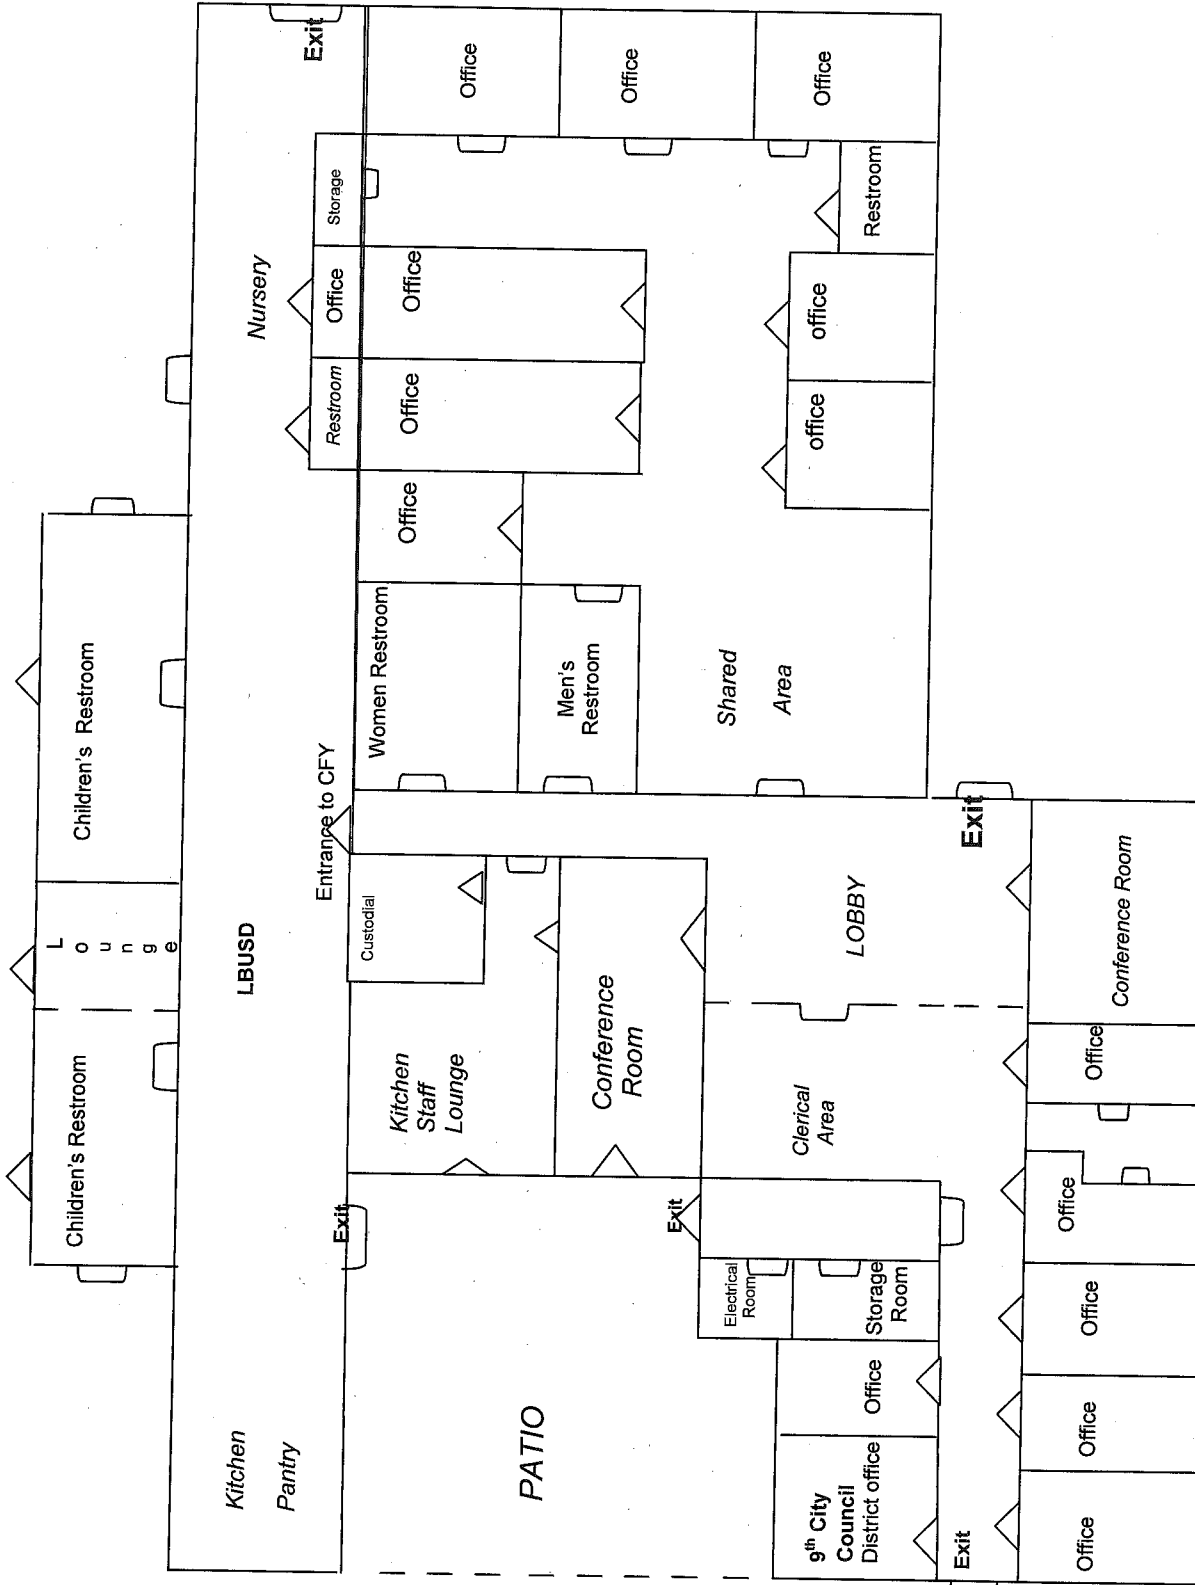 Exit
Office
Office
Office
Storage
Office
Restroom
Nursery
Office
Office
Office
Restroom
office
office
Women Restroom
Men's
Restroom
Shared
Area
Children's Restroom
L
o
u
n
g
e
Children's Restroom
LBUSD
Entrance to CFY
Custodial
Kitchen
Staff
Lounge
Conference
Room
LOBBY
Exit
Conference Room
Clerical
Area
Office
Office
Office
Office
Office
Exit
Exit
Electrical
Room
Storage
Room
Office
9th City
Council
District office
Exit
PATIO
Kitchen
Pantry